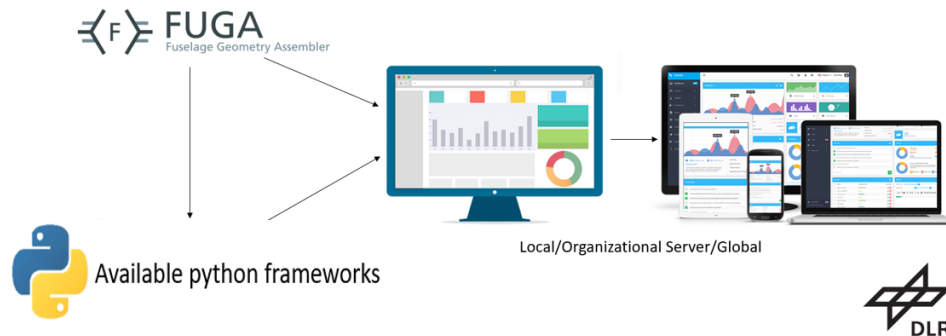 F
FUGA
Fuselage Geometry Assembler
Available python frameworks
Local/Organizational Server/Global
DLR